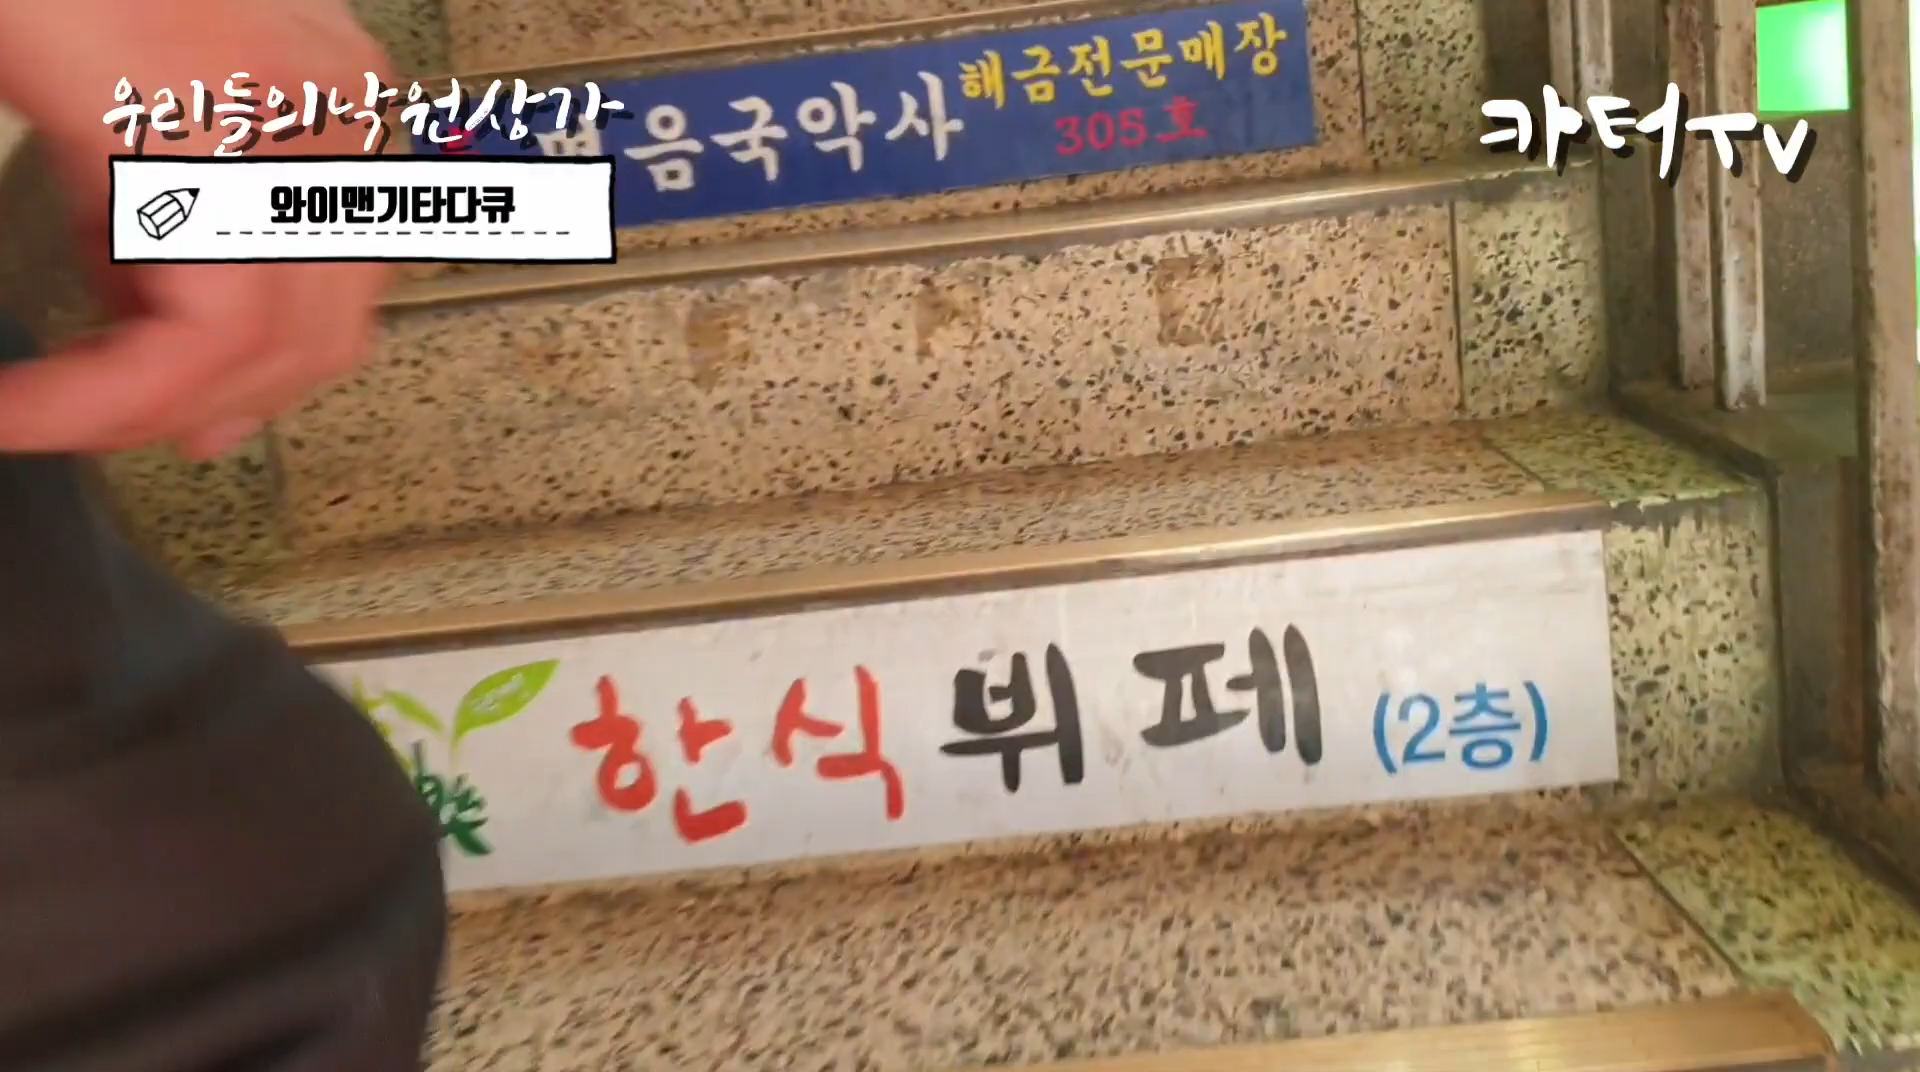 우리들의낙원상가
와이맨기타다큐
카터TV
음국악사 해금전문매장
305호
한식 뷔페 (2층)